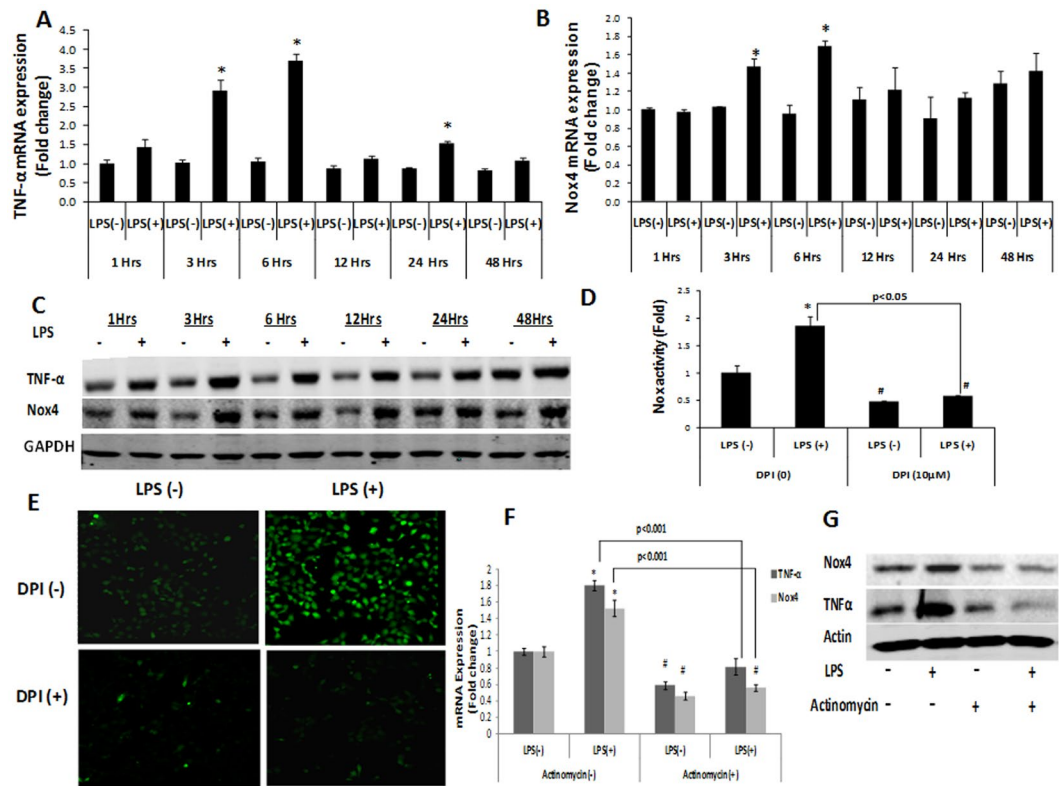 A
TNF-α mRNA expression
(Fold change)
4.5
4.0
3.5
3.0
2.5
2.0
1.5
1.0
0.5
0.0
* * *
LPS(-) LPS(+) LPS(-) LPS(+) LPS(-) LPS(+) LPS(-) LPS(+) LPS(-) LPS(+) LPS(-) LPS(+)
1 Hrs 3 Hrs 6 Hrs 12 Hrs 24 Hrs 48 Hrs
B
Nox4 mRNA expression
(Fold change)
2.0
1.8
1.6
1.4
1.2
1.0
0.8
0.6
0.4
0.2
0.0
* *
LPS(-) LPS(+) LPS(-) LPS(+) LPS(-) LPS(+) LPS(-) LPS(+) LPS(-) LPS(+) LPS(-) LPS(+)
1 Hrs 3 Hrs 6 Hrs 12 Hrs 24 Hrs 48 Hrs
C
1Hrs 3Hrs 6 Hrs 12Hrs 24Hrs 48Hrs
LPS
- + - + - + - + - + - +
TNF-α
Nox4
GAPDH
D
Noxactivity (Fold)
2.5
2
1.5
1
0.5
0
p<0.05
* # #
LPS (-) LPS (+) LPS (-) LPS (+)
DPI (0) DPI (10µM)
E
LPS (-) LPS (+)
DPI (-)
DPI (+)
F
mRNA Expression
(Fold change)
2
1.8
1.6
1.4
1.2
1
0.8
0.6
0.4
0.2
0
p<0.001
p<0.001
TNF-α
Nox4
* * # # #
LPS(-) LPS(+) LPS(-) LPS(+)
Actinomycin(-) Actinomycin(+)
G
Nox4
TNFα
Actin
LPS − + − +
Actinomycin − − + +